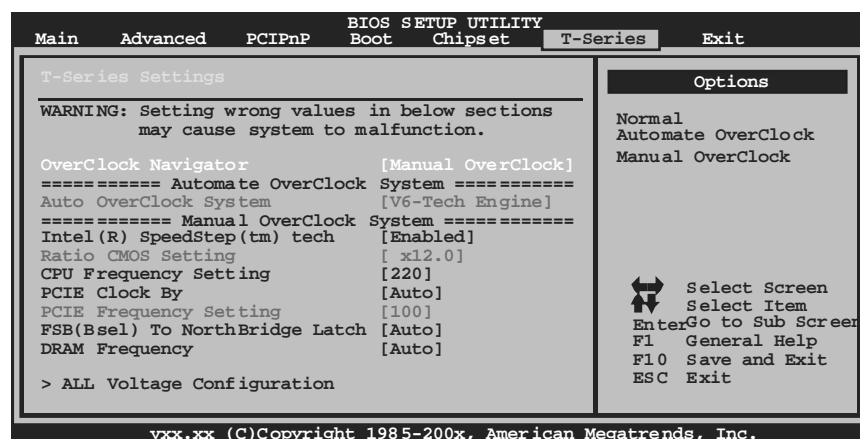 BIOS SETUP UTILITY
Main Advanced PCIPnP Boot Chipset T-Series Exit
T-Series Settings
WARNING: Setting wrong values in below sections
may cause system to malfunction.
OverClock Navigator [Manual OverClock]
=========== Automate OverClock System ===========
Auto OverClock System [V6-Tech Engine]
============ Manual OverClock System ============
Intel(R) SpeedStep(tm) tech [Enabled]
Ratio CMOS Setting [ x12.0]
CPU Frequency Setting [220]
PCIE Clock By [Auto]
PCIE Frequency Setting [100]
FSB(Bsel) To NorthBridge Latch [Auto]
DRAM Frequency [Auto]
> ALL Voltage Configuration
Options
Normal
Automate OverClock
Manual OverClock
Select Screen
Select Item
Enter Go to Sub Screen
F1 General Help
F10 Save and Exit
ESC Exit
vxx.xx (C)Copyright 1985-200x, American Megatrends, Inc.